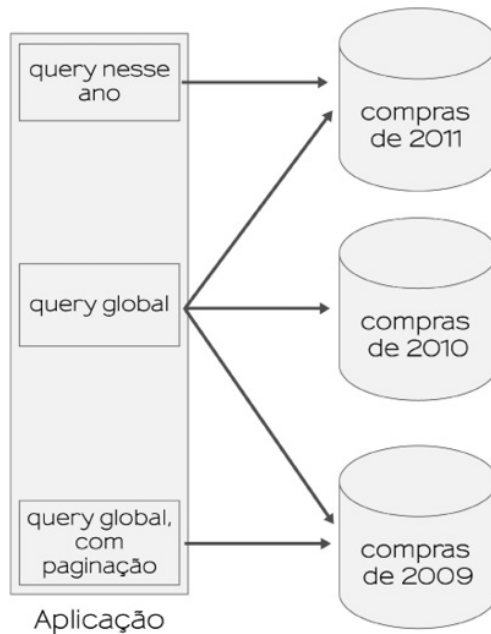 query nesse
ano
compras
de 2011
query global
compras
de 2010
query global,
com
paginação
compras
de 2009
Aplicação